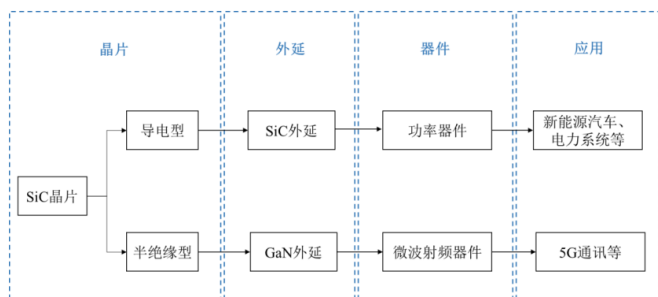 晶片
外延
器件
应用
导电型
SiC外延
功率器件
新能源汽车、
电力系统等
SiC晶片
半绝缘型
GaN外延
微波射频器件
5G通讯等